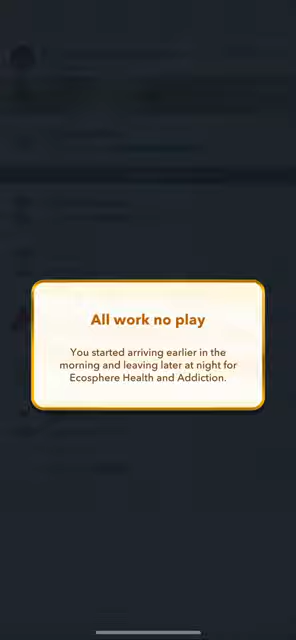 All work no play
You started arriving earlier in the
morning and leaving later at night for
Ecosphere Health and Addiction.